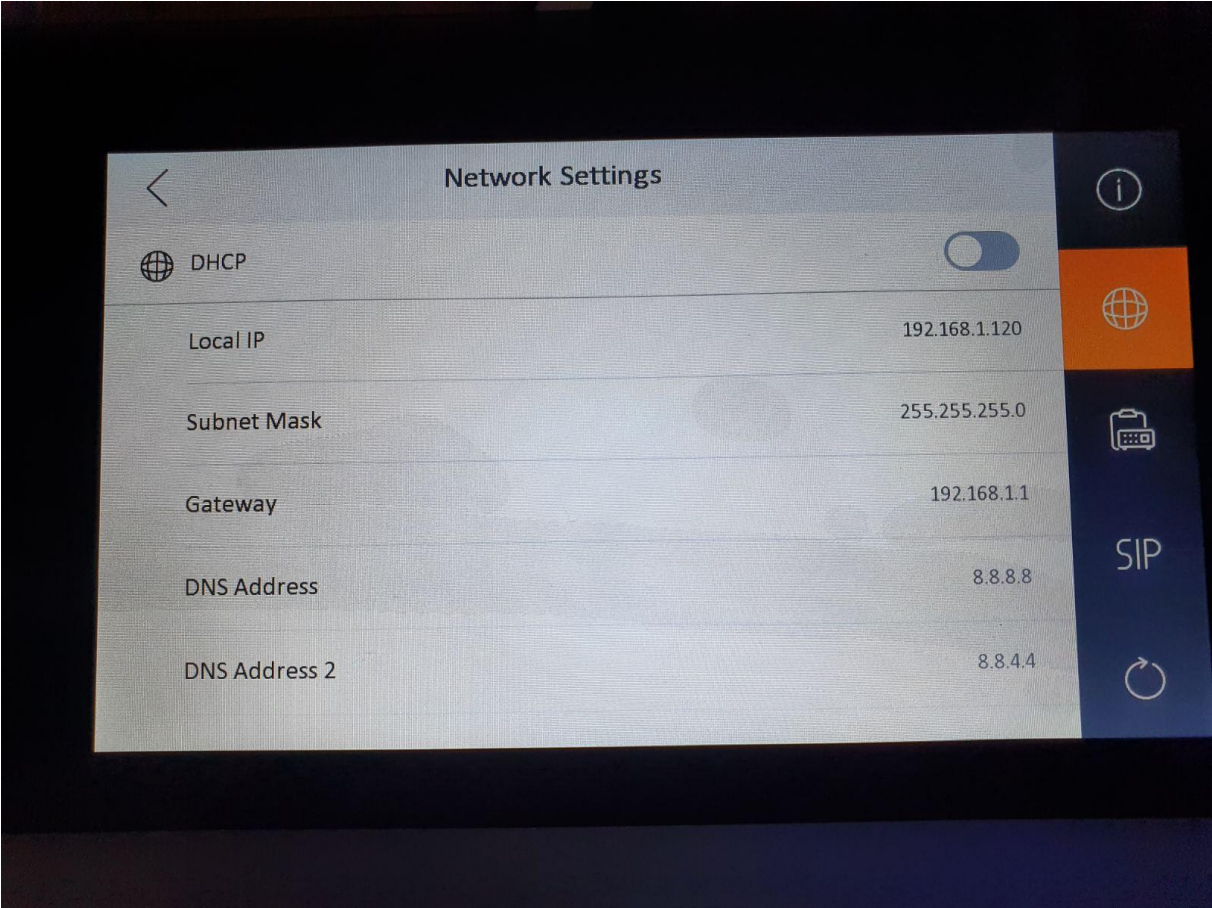 Network Settings
DHCP
Local IP 192.168.1.120
Subnet Mask 255.255.255.0
Gateway 192.168.1.1
DNS Address 8.8.8.8
DNS Address 2 8.8.4.4
SIP